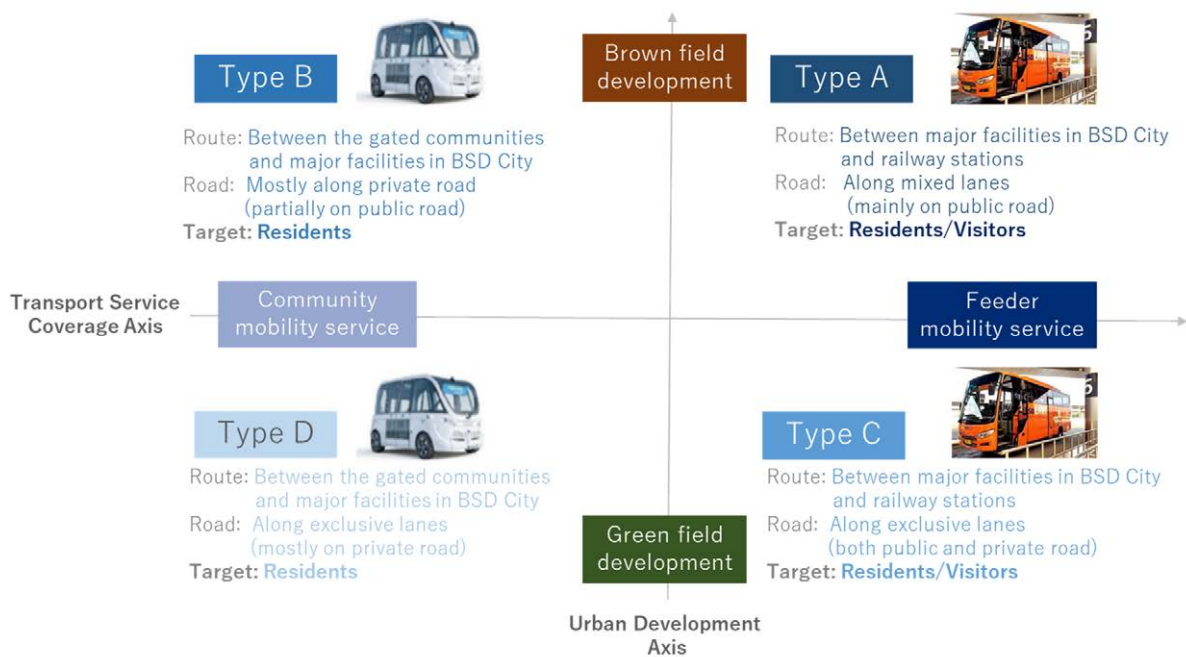 Type B
Brown field
development
Type A
Route: Between the gated communities
and major facilities in BSD City
Road: Mostly along private road
(partially on public road)
Target: Residents
Route: Between major facilities in BSD City
and railway stations
Road: Along mixed lanes
(mainly on public road)
Target: Residents/Visitors
Transport Service
Coverage Axis
Community
mobility service
Feeder
mobility service
Type D
Type C
Route: Between the gated communities
and major facilities in BSD City
Road: Along exclusive lanes
(mostly on private road)
Target: Residents
Green field
development
Route: Between major facilities in BSD City
and railway stations
Road: Along exclusive lanes
(both public and private road)
Target: Residents/Visitors
Urban Development
Axis